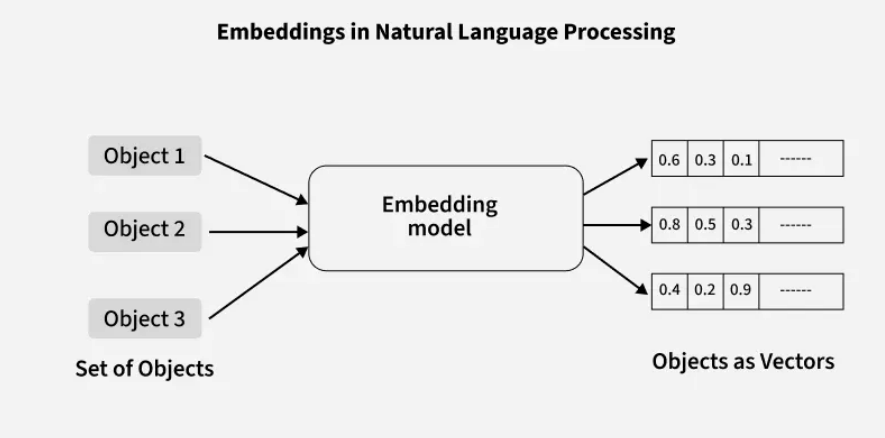 Embeddings in Natural Language Processing
Object 1
Object 2
Object 3
Set of Objects
Embedding
model
0.6 0.3 0.1 ------
0.8 0.5 0.3 ------
0.4 0.2 0.9 ------
Objects as Vectors